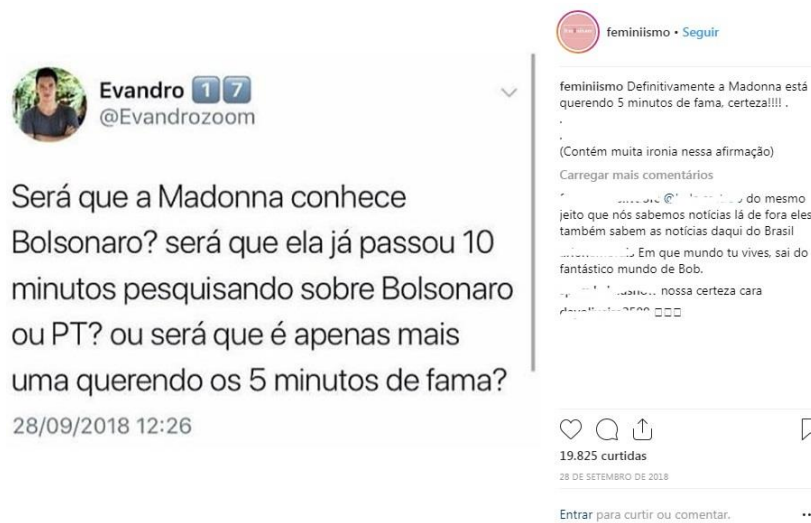 Evandro 1 7
@Evandrozoom
Será que a Madonna conhece
Bolsonaro? será que ela já passou 10
minutos pesquisando sobre Bolsonaro
ou PT? ou será que é apenas mais
uma querendo os 5 minutos de fama?
28/09/2018 12:26
feminiismo • Seguir
feminiismo Definitivamente a Madonna está
querendo 5 minutos de fama, certeza!!!! .
.
.
(Contém muita ironia nessa afirmação)
Carregar mais comentários
do mesmo
jeito que nós sabemos notícias lá de fora eles
também sabem as notícias daqui do Brasil
Em que mundo tu vives, sai do
fantástico mundo de Bob.
nossa certeza cara
19.825 curtidas
28 DE SETEMBRO DE 2018
Entrar para curtir ou comentar.